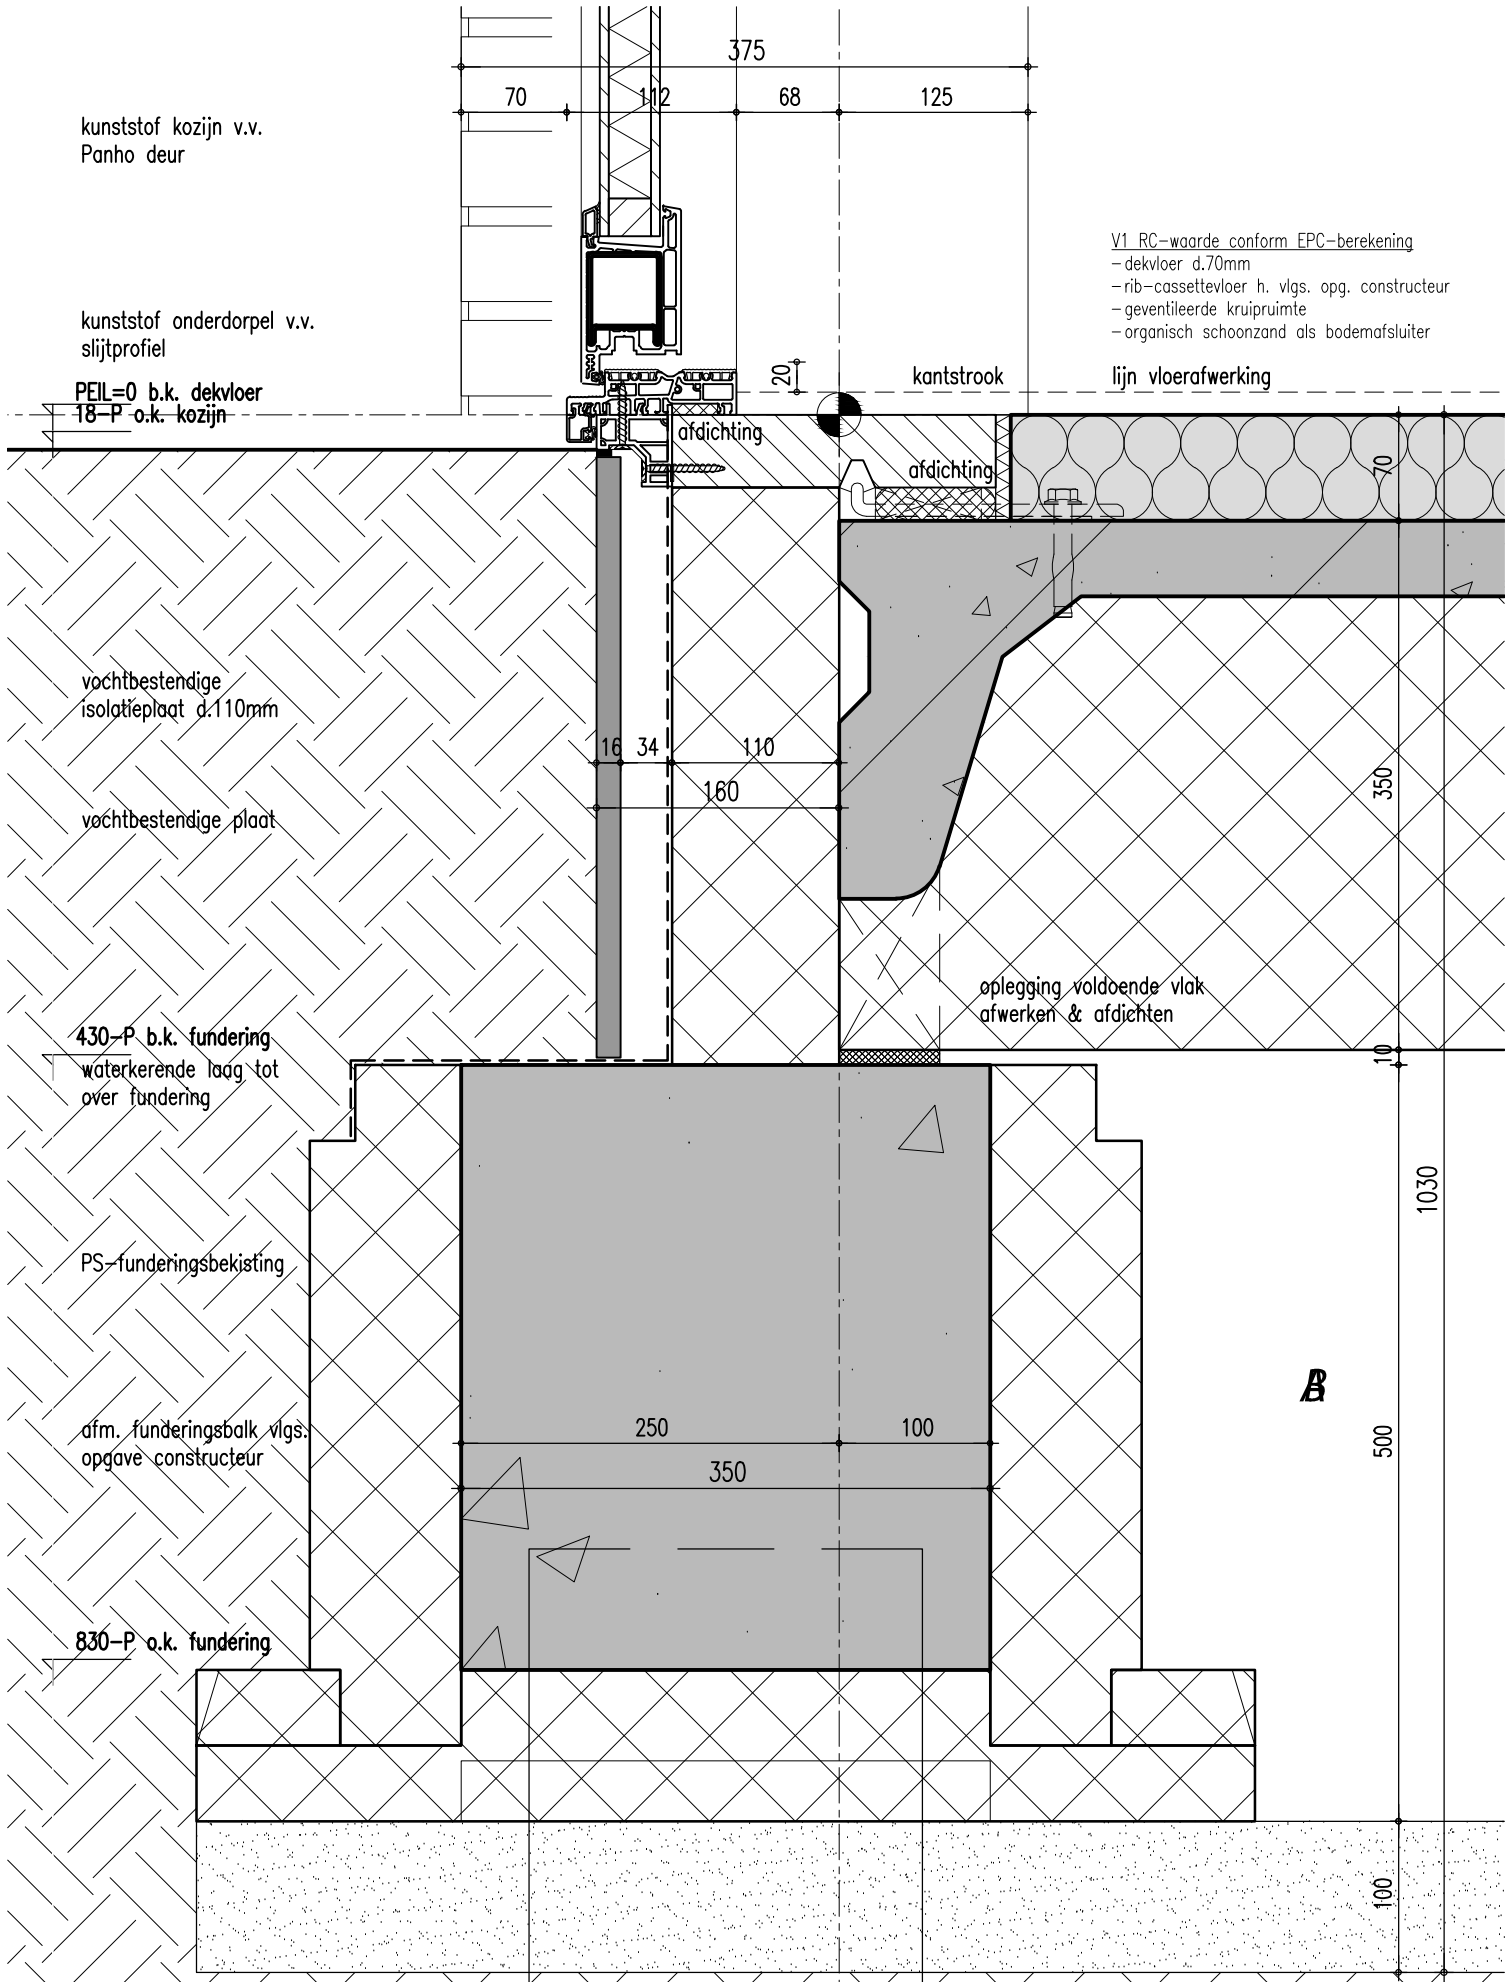 375
70
112
68
125
kunststof kozijn v.v.
Panho deur
V1 RC-waarde conform EPC-berekening
- dekvloer d.70mm
- rib-cassettevloer h. vlgs. opg. constructeur
- geventileerde kruipruimte
- organisch schoonzand als bodemafsluiter
kunststof onderdorpel v.v.
slijtprofiel
20
kantstrook
lijn vloerafwerking
PEIL=0 b.k. dekvloer
18-P o.k. kozijn
afdichting
afdichting
70
vochtbestendige
isolatieplaat d.110mm
16
34
110
160
350
vochtbestendige plaat
oplegging voldoende vlak
afwerken & afdichten
430-P b.k. fundering
waterkerende laag tot
over fundering
10
1030
PS-funderingsbekisting
afm. funderingsbalk vlgs.
opgave constructeur
250
100
350
500
830-P o.k. fundering
100